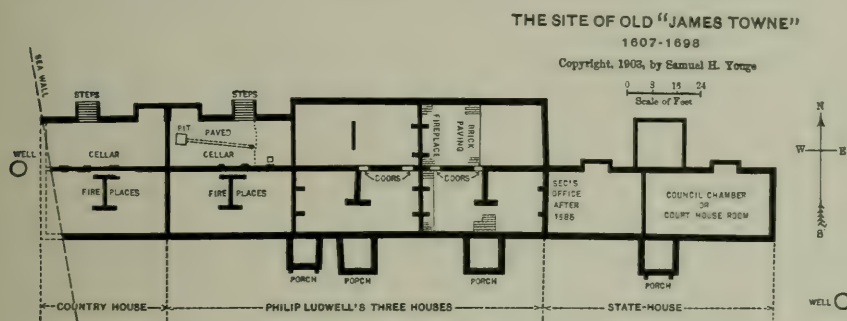 THE SITE OF OLD "JAMES TOWNE"
1607-1698
Copyright, 1903, by Samuel H. Yonge
0 8 16 24
Scale of Feet
SEA WALL
STEPS
STEPS
N
W E
S
PIT
PAVED
CELLAR
CELLAR
FIREPLACE
BRICK
PAVING
WELL
FIRE PLACES
FIRE PLACES
DOORS
DOORS
SEC'S
OFFICE
AFTER
1686
COUNCIL CHAMBER
OR
COURT HOUSE ROOM
PORCH
PORCH
PORCH
PORCH
COUNTRY HOUSE
PHILIP LUDWELL'S THREE HOUSES
STATE-HOUSE
WELL